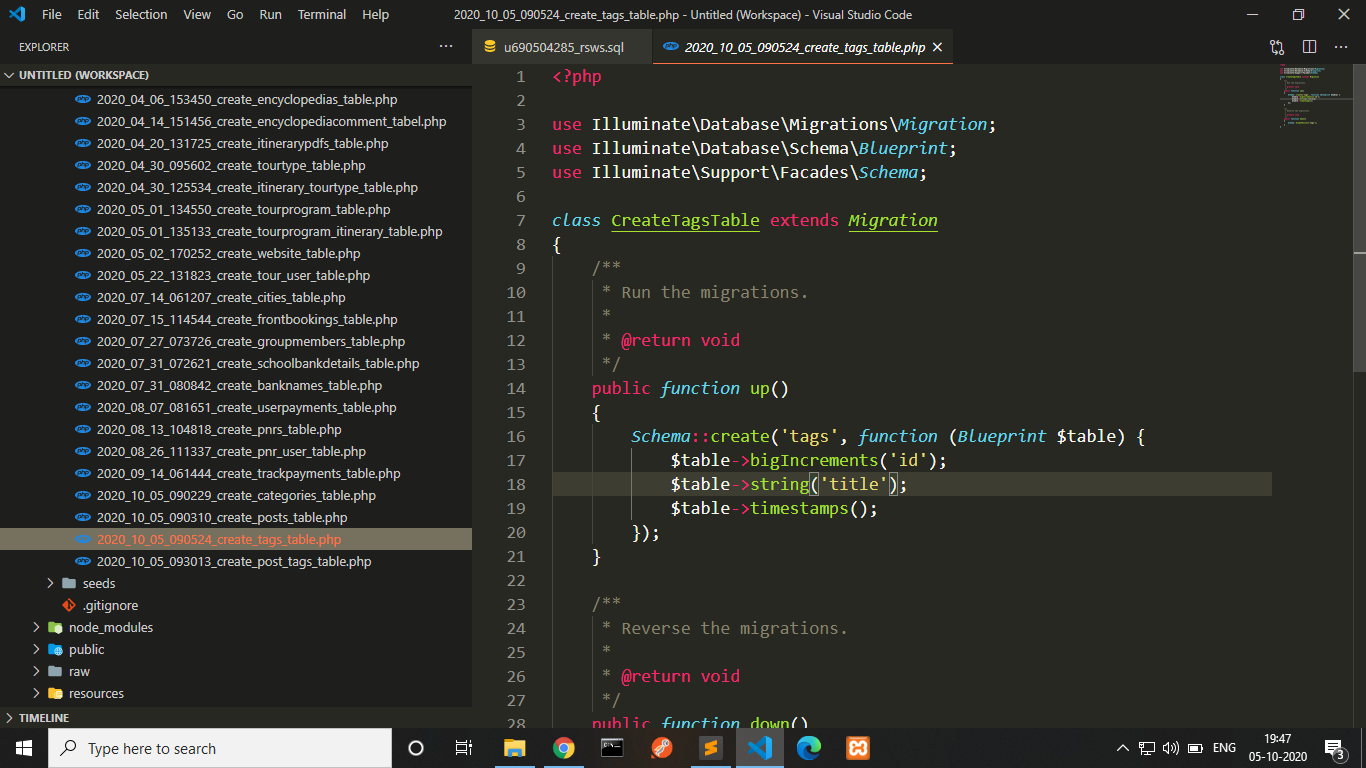 File Edit Selection View Go Run Terminal Help
2020_10_05_090524_create_tags_table.php - Untitled (Workspace) - Visual Studio Code
EXPLORER
UNTITLED (WORKSPACE)
2020_04_06_153450_create_encyclopedias_table.php
2020_04_14_151456_create_encyclopediacomment_tabel.php
2020_04_20_131725_create_itinerarypdfs_table.php
2020_04_30_095602_create_tourtype_table.php
2020_04_30_125534_create_itinerary_tourtype_table.php
2020_05_01_134550_create_tourprogram_table.php
2020_05_01_135133_create_tourprogram_itinerary_table.php
2020_05_02_170252_create_website_table.php
2020_05_22_131823_create_tour_user_table.php
2020_07_14_061207_create_cities_table.php
2020_07_15_114544_create_frontbookings_table.php
2020_07_27_073726_create_groupmembers_table.php
2020_07_31_072621_create_schoolbankdetails_table.php
2020_07_31_080842_create_banknames_table.php
2020_08_07_081651_create_userpayments_table.php
2020_08_13_104818_create_pnrs_table.php
2020_08_26_111337_create_pnr_user_table.php
2020_09_14_061444_create_trackpayments_table.php
2020_10_05_090229_create_categories_table.php
2020_10_05_090310_create_posts_table.php
2020_10_05_090524_create_tags_table.php
2020_10_05_093013_create_post_tags_table.php
seeds
.gitignore
node_modules
public
raw
resources
TIMELINE
u690504285_rsws.sql
2020_10_05_090524_create_tags_table.php
1 <?php
2
3 use Illuminate\Database\Migrations\Migration;
4 use Illuminate\Database\Schema\Blueprint;
5 use Illuminate\Support\Facades\Schema;
6
7 class CreateTagsTable extends Migration
8 {
9 /**
10 * Run the migrations.
11 *
12 * @return void
13 */
14 public function up()
15 {
16 Schema::create('tags', function (Blueprint $table) {
17 $table->bigIncrements('id');
18 $table->string('title');
19 $table->timestamps();
20 });
21 }
22
23 /**
24 * Reverse the migrations.
25 *
26 * @return void
27 */
28 public function down()
Type here to search
ENG
19:47
05-10-2020
3